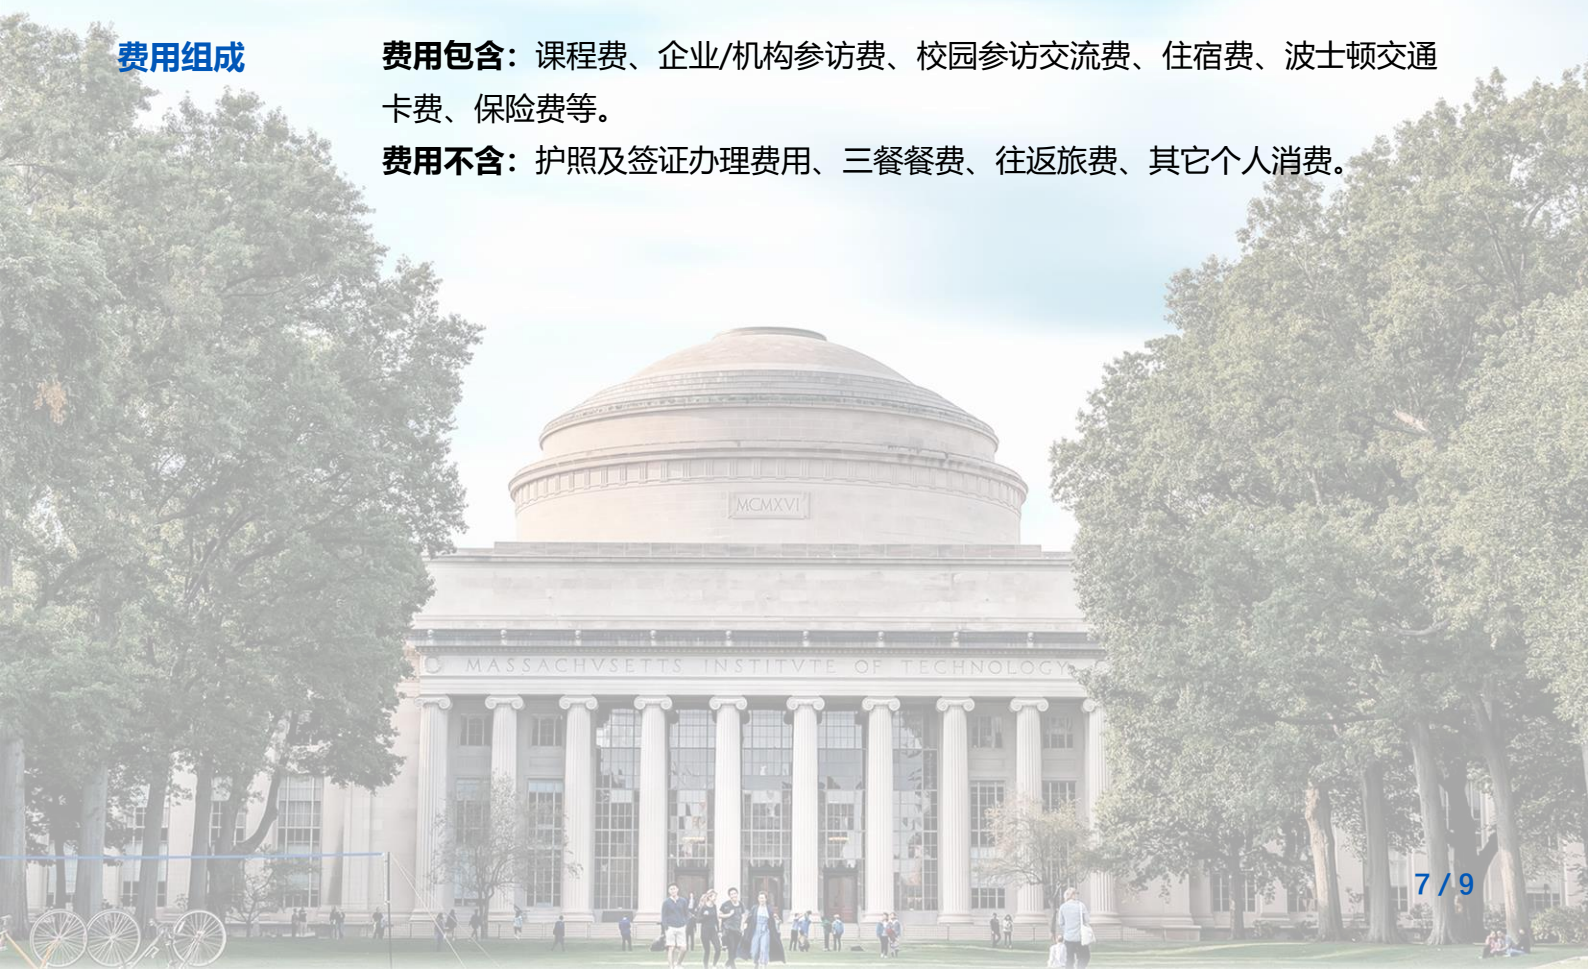 费用组成
费用包含：课程费、企业/机构参访费、校园参访交流费、住宿费、波士顿交通
卡费、保险费等。
费用不含：护照及签证办理费用、三餐餐费、往返旅费、其它个人消费。
MCMXVI
MASSACHVSETTS INSTITVTE OF TECHNOLOGY
7 / 9